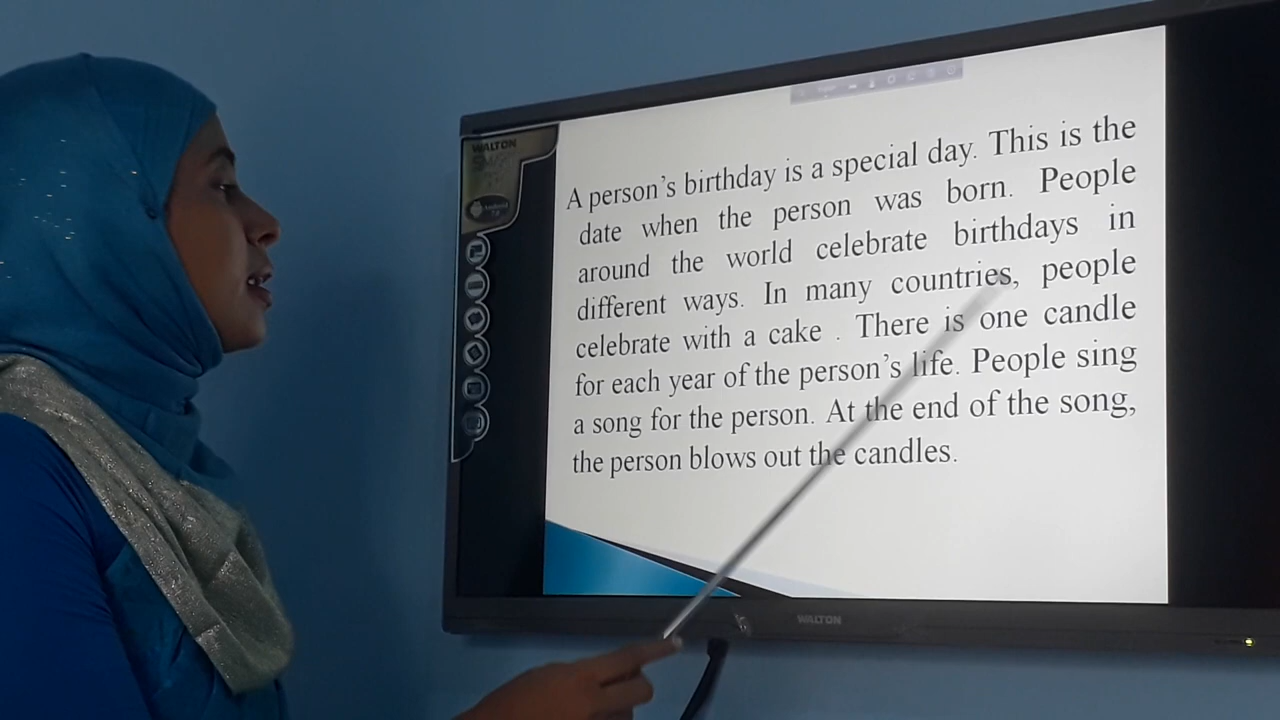 WALTON
A person's birthday is a special day. This is the
date when the person was born. People
around the world celebrate birthdays in
different ways. In many countries, people
celebrate with a cake . There is one candle
for each year of the person's life. People sing
a song for the person. At the end of the song,
the person blows out the candles.
WALTON